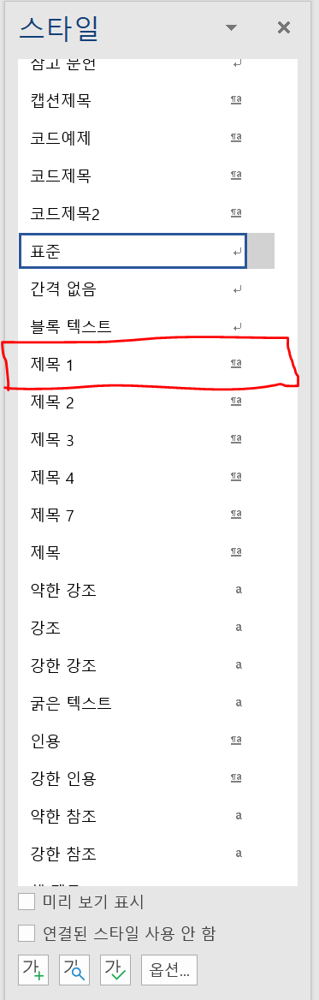 스타일
참고 문헌
캡션제목
코드예제
코드제목
코드제목2
표준
간격 없음
블록 텍스트
제목 1
제목 2
제목 3
제목 4
제목 7
제목
약한 강조
강조
강한 강조
굵은 텍스트
인용
강한 인용
약한 참조
강한 참조
미리 보기 표시
연결된 스타일 사용 안 함
옵션...